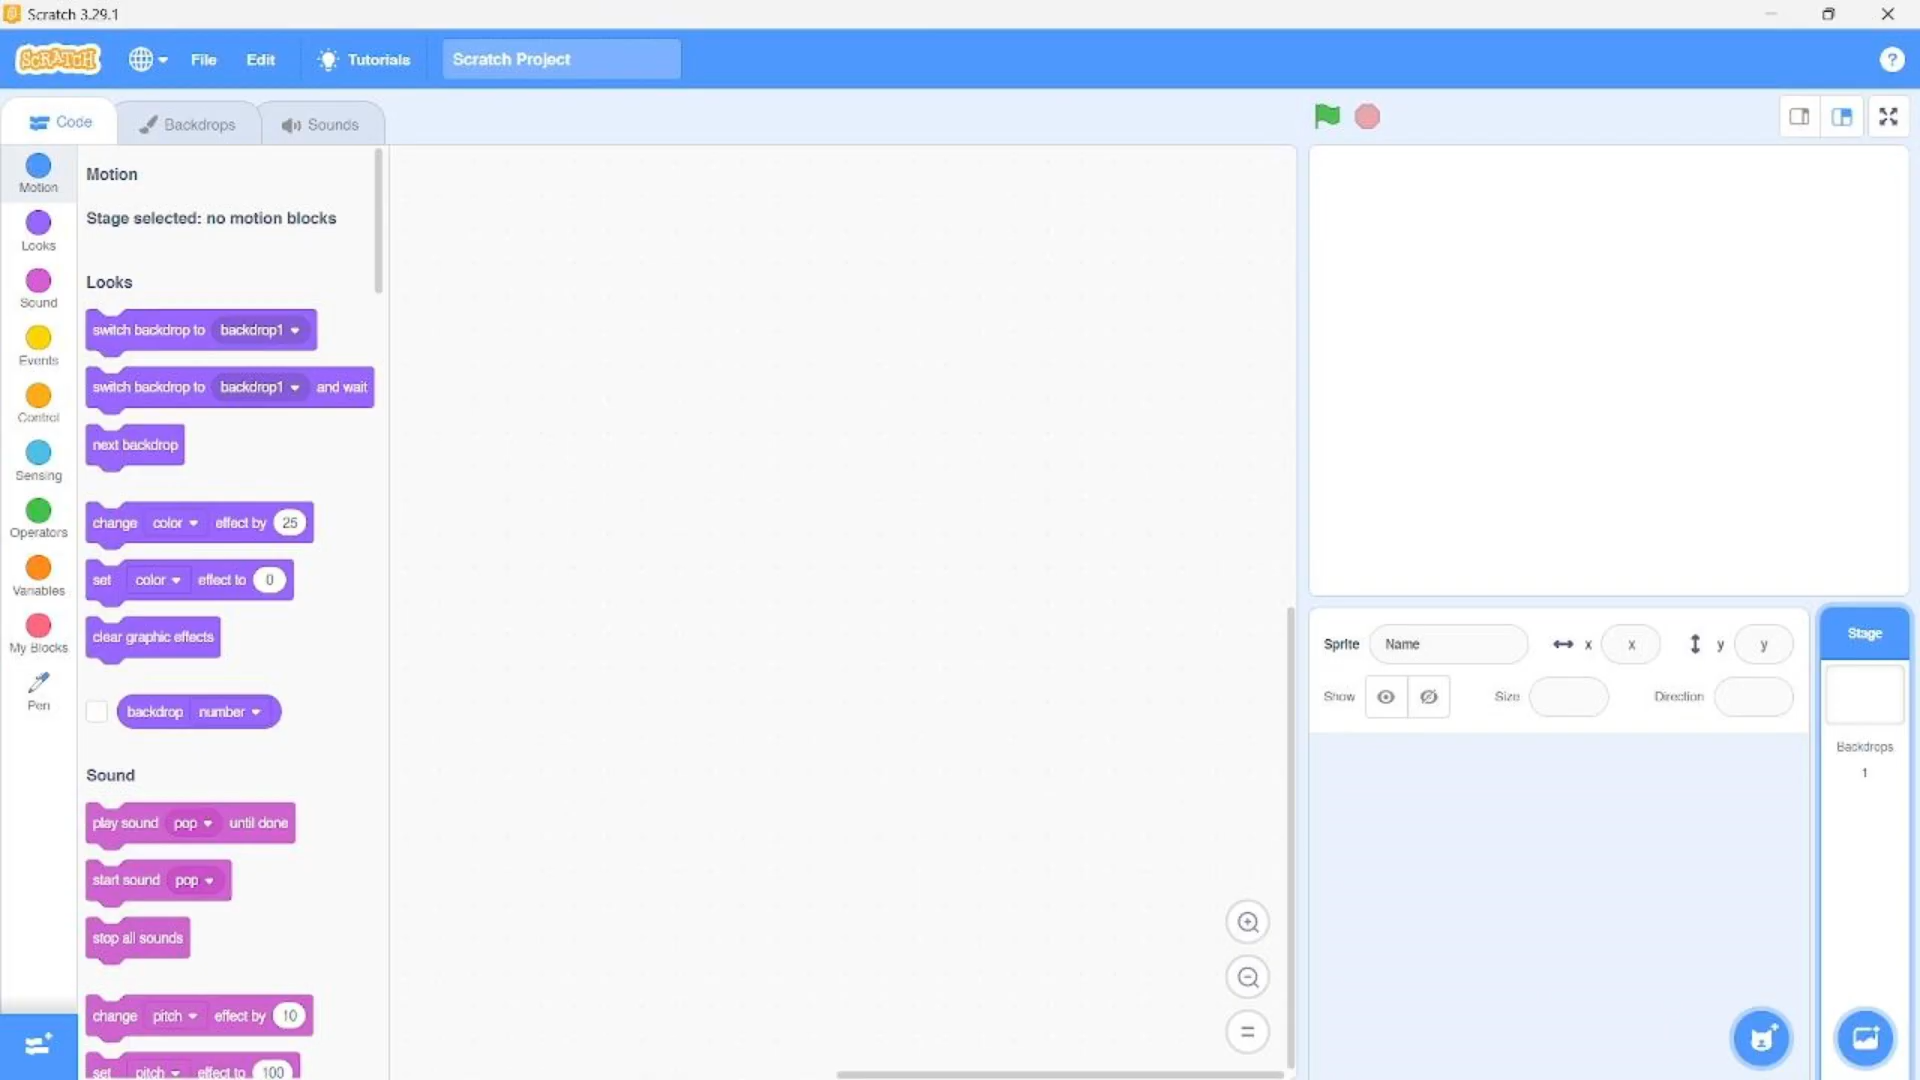 Scratch 3.29.1
SCRATCH File Edit Tutorials Scratch Project ?
Code Backdrops Sounds
Motion
Looks
Sound
Events
Control
Sensing
Operators
Variables
My Blocks
Pen
Motion
Stage selected: no motion blocks
Looks
switch backdrop to backdrop1
switch backdrop to backdrop1 and wait
next backdrop
change color effect by 25
set color effect to 0
clear graphic effects
backdrop number
Sound
play sound pop until done
start sound pop
stop all sounds
change pitch effect by 10
set pitch effect to 100
Sprite Name x x y y
Show Size Direction
Stage
Backdrops
1